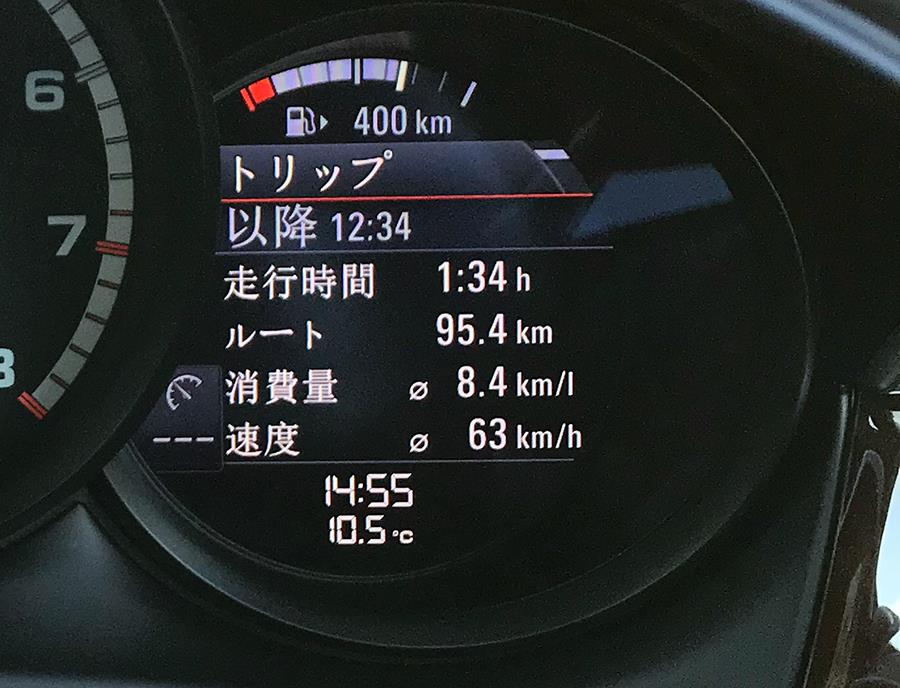 6
7
8
400 km
トリップ
以降 12:34
走行時間 1:34 h
ルート 95.4 km
消費量 ⌀ 8.4 km/l
--- 速度 ⌀ 63 km/h
14:55
10.5 °C